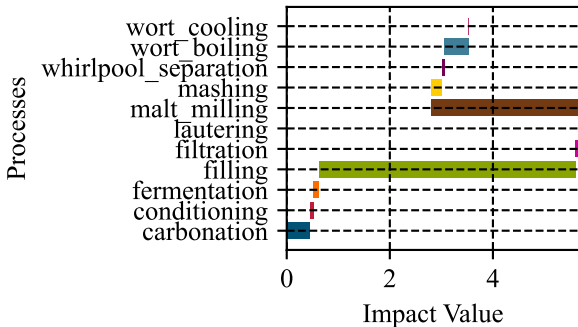 wort_cooling
wort_boiling
whirlpool_separation
mashing
malt_milling
lautering
filtration
filling
fermentation
conditioning
carbonation
Processes
0 2 4
Impact Value